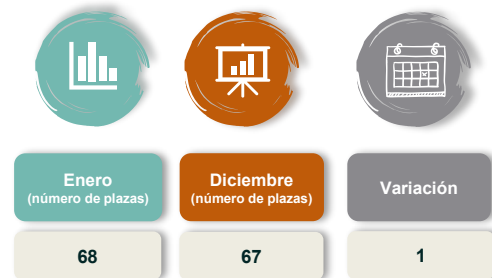 Enero
(número de plazas)
Diciembre
(número de plazas)
Variación
68
67
1